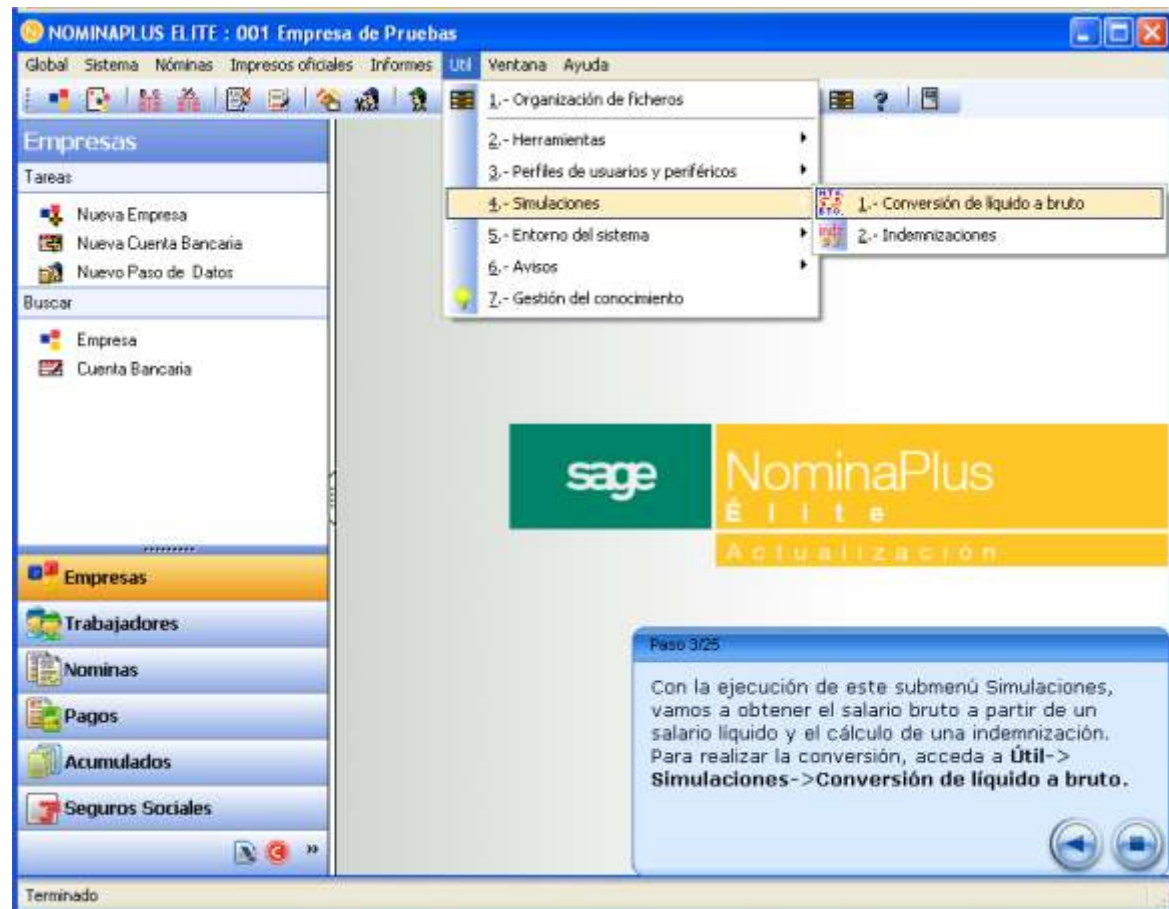 NOMINAPLUS ELITE : 001 Empresa de Pruebas
Global Sistema Nóminas Impresos oficiales Informes Util Ventana Ayuda
Empresas
Tareas
Nueva Empresa
Nueva Cuenta Bancaria
Nuevo Paso de Datos
Buscar
Empresa
Cuenta Bancaria
1.- Organización de ficheros
2.- Herramientas
3.- Perfiles de usuarios y periféricos
4.- Simulaciones
5.- Entorno del sistema
6.- Avisos
7.- Gestión del conocimiento
1.- Conversión de líquido a bruto
2.- Indemnizaciones
sage
NominaPlus
Élite
Actualización
Empresas
Trabajadores
Nominas
Pagos
Acumulados
Seguros Sociales
Paso 3/25
Con la ejecución de este submenú Simulaciones,
vamos a obtener el salario bruto a partir de un
salario líquido y el cálculo de una indemnización.
Para realizar la conversión, acceda a Útil->
Simulaciones->Conversión de líquido a bruto.
Terminado